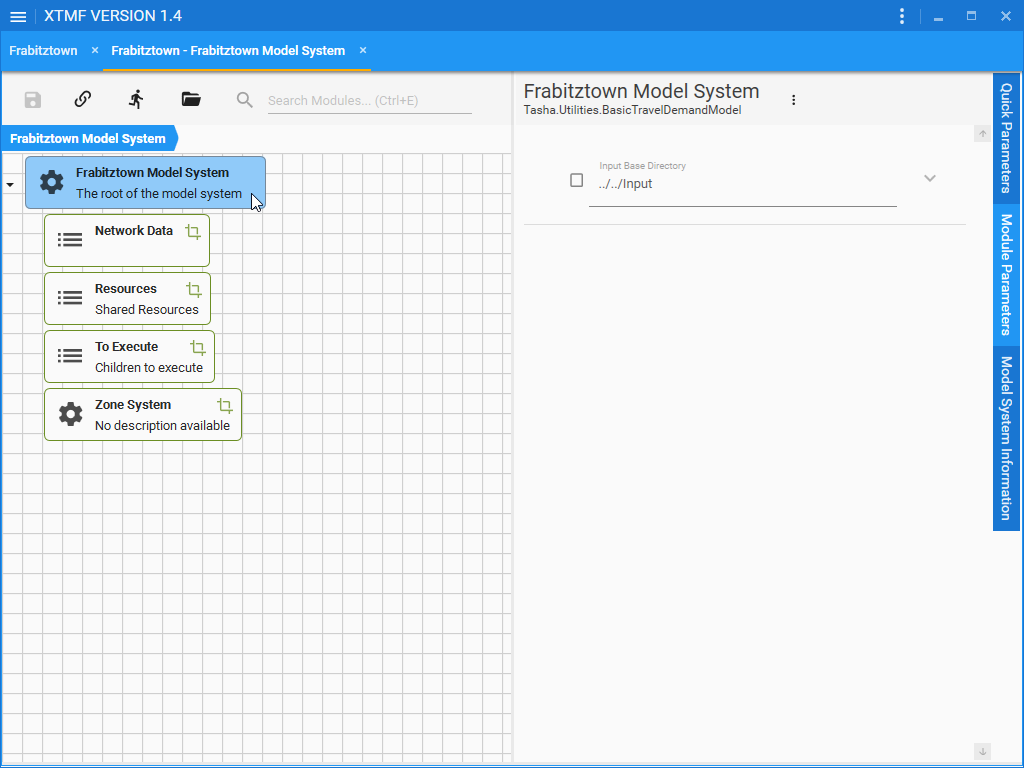 XTMF VERSION 1.4
Frabitztown
Frabitztown - Frabitztown Model System
Search Modules... (Ctrl+E)
Frabitztown Model System
Frabitztown Model System
The root of the model system
Network Data
Resources
Shared Resources
To Execute
Children to execute
Zone System
No description available
Frabitztown Model System
Tasha.Utilities.BasicTravelDemandModel
Input Base Directory
../../Input
Quick Parameters
Module Parameters
Model System Information